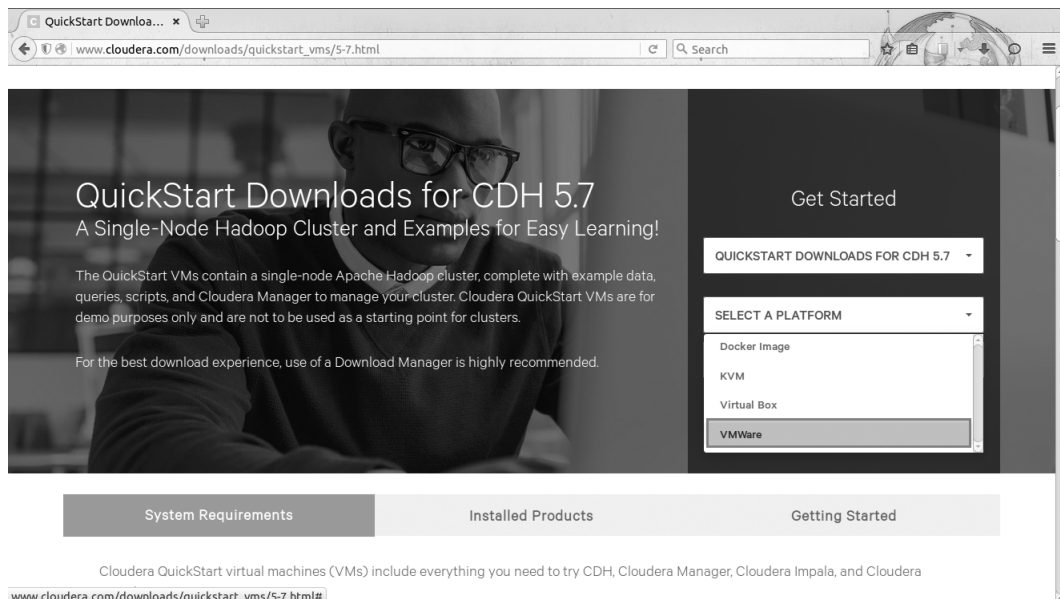 QuickStart Downloa...
www.cloudera.com/downloads/quickstart_vms/5-7.html
Search
QuickStart Downloads for CDH 5.7
A Single-Node Hadoop Cluster and Examples for Easy Learning!
The QuickStart VMs contain a single-node Apache Hadoop cluster, complete with example data,
queries, scripts, and Cloudera Manager to manage your cluster. Cloudera QuickStart VMs are for
demo purposes only and are not to be used as a starting point for clusters.
For the best download experience, use of a Download Manager is highly recommended.
Get Started
QUICKSTART DOWNLOADS FOR CDH 5.7
SELECT A PLATFORM
Docker Image
KVM
Virtual Box
VMWare
System Requirements
Installed Products
Getting Started
Cloudera QuickStart virtual machines (VMs) include everything you need to try CDH, Cloudera Manager, Cloudera Impala, and Cloudera
www.cloudera.com/downloads/quickstart_vms/5-7.html#